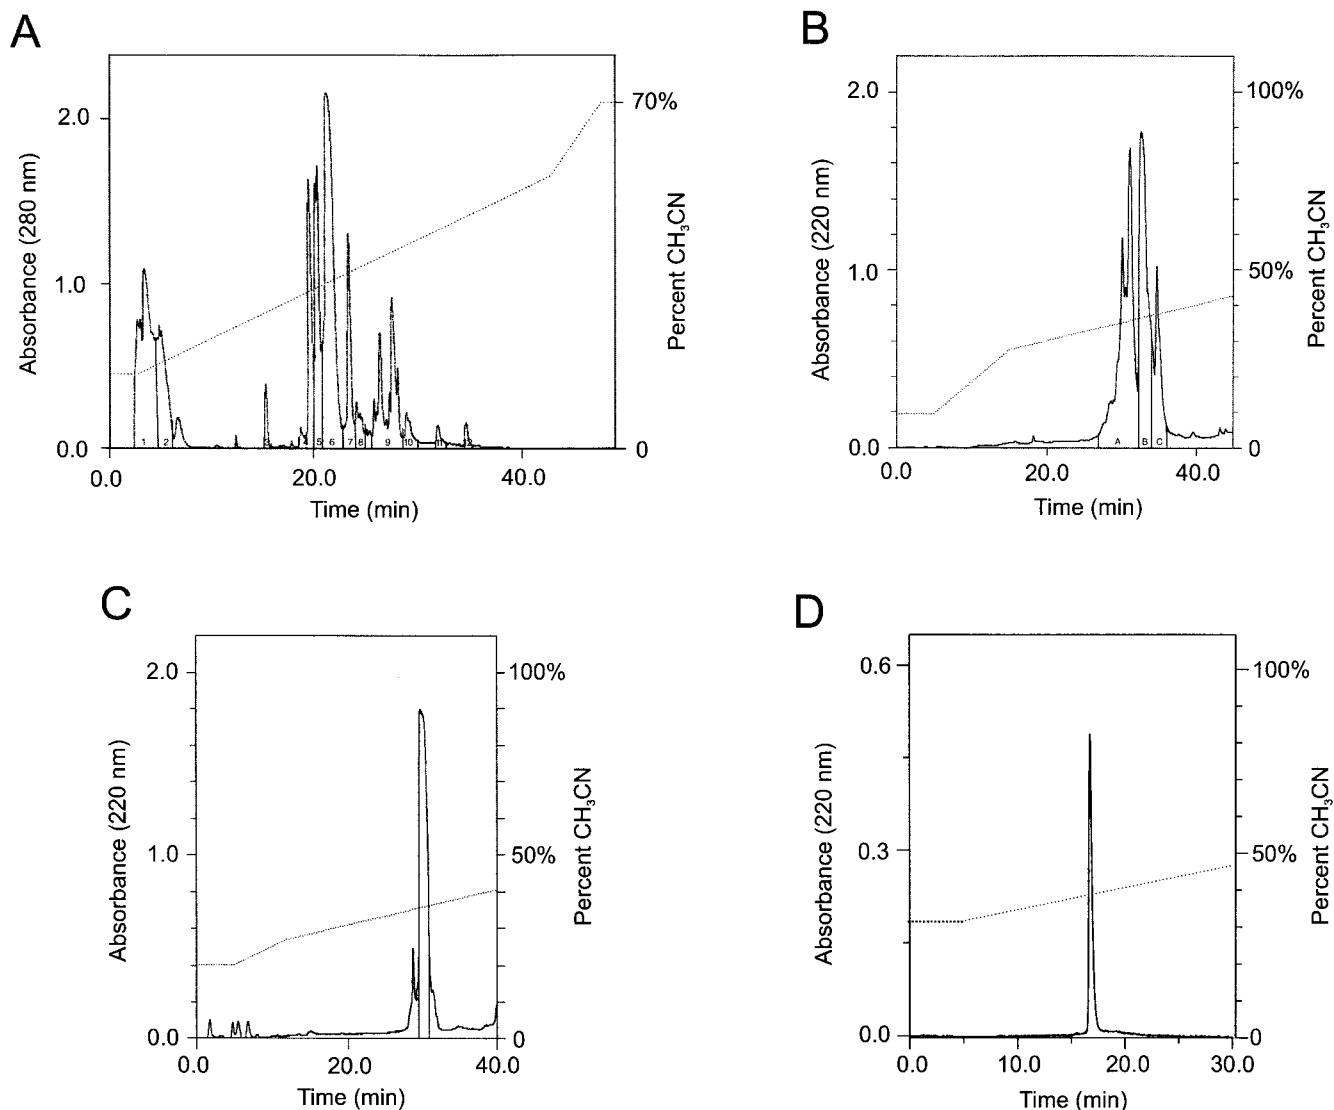 A
Absorbance (280 nm)
2.0
1.0
0.0
70%
0
Percent CH₃CN
1 2 5 6 7 8 9 10 11
0.0 20.0 40.0
Time (min)
B
Absorbance (220 nm)
2.0
1.0
0.0
100%
50%
0
Percent CH₃CN
A B C
0.0 20.0 40.0
Time (min)
C
Absorbance (220 nm)
2.0
1.0
0.0
100%
50%
0
Percent CH₃CN
0.0 20.0 40.0
Time (min)
D
Absorbance (220 nm)
0.6
0.3
0.0
100%
50%
0
Percent CH₃CN
0.0 10.0 20.0 30.0
Time (min)